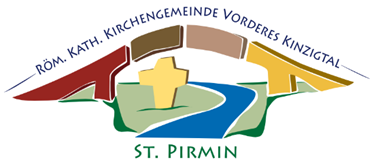 Röm. Kath. Kirchengemeinde Vorderes Kinzigtal
St. Pirmin